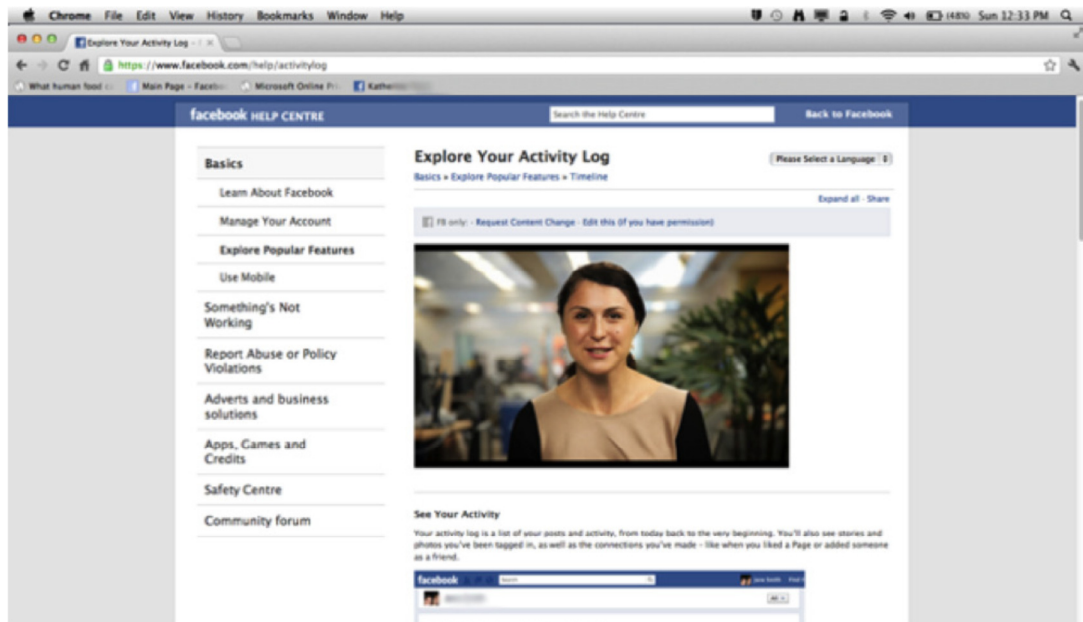 Chrome File Edit View History Bookmarks Window Help
(48%) Sun 12:33 PM
Explore Your Activity Log
https://www.facebook.com/help/activitylog
What human food Main Page - Facebook Microsoft Online
facebook HELP CENTRE
Search the Help Centre
Back to Facebook
Basics
Learn About Facebook
Manage Your Account
Explore Popular Features
Use Mobile
Something's Not
Working
Report Abuse or Policy
Violations
Adverts and business
solutions
Apps, Games and
Credits
Safety Centre
Community forum
Explore Your Activity Log
Please Select a Language
Basics » Explore Popular Features » Timeline
Expand all · Share
FB only: · Request Content Change · Edit this (if you have permission)
See Your Activity
Your activity log is a list of your posts and activity, from today back to the very beginning. You'll also see stories and
photos you've been tagged in, as well as the connections you've made - like when you liked a Page or added someone
as a friend.
facebook
Search